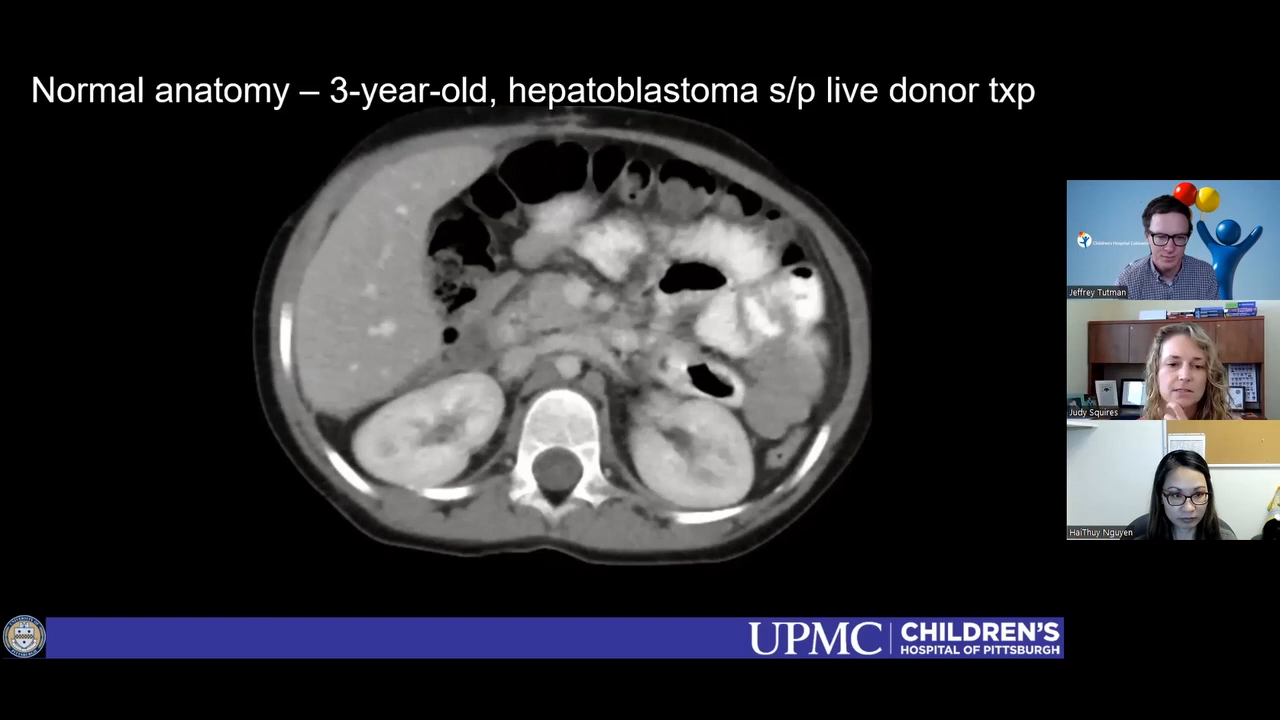 Normal anatomy – 3-year-old, hepatoblastoma s/p live donor txp
Jeffrey Tutman
Judy Squires
HaiThuy Nguyen
UPMC
CHILDREN'S
HOSPITAL OF PITTSBURGH